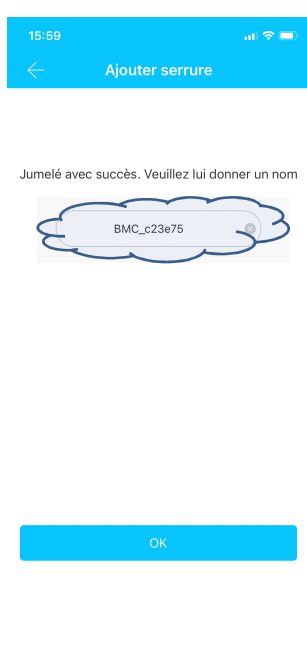 15:59
Ajouter serrure
Jumelé avec succès. Veuillez lui donner un nom
BMC_c23e75
OK